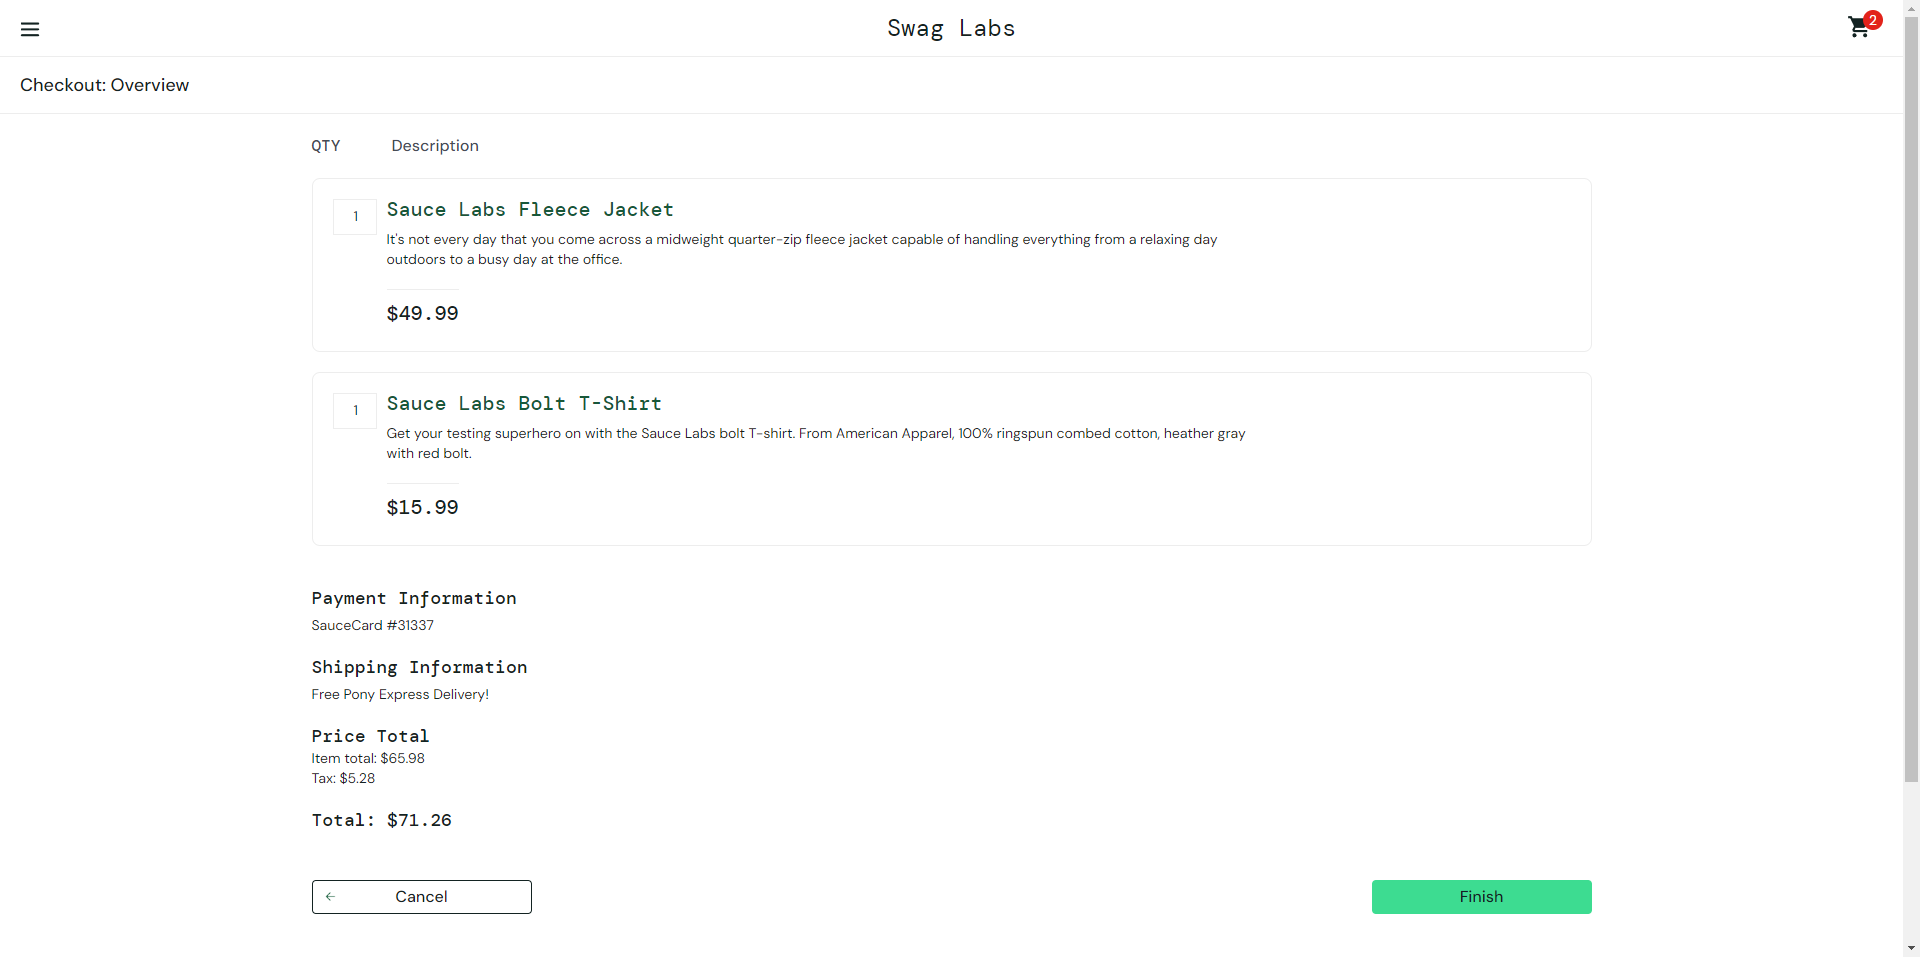 Swag Labs
2
Checkout: Overview
QTY Description
1
Sauce Labs Fleece Jacket
It's not every day that you come across a midweight quarter-zip fleece jacket capable of handling everything from a relaxing day
outdoors to a busy day at the office.
$49.99
1
Sauce Labs Bolt T-Shirt
Get your testing superhero on with the Sauce Labs bolt T-shirt. From American Apparel, 100% ringspun combed cotton, heather gray
with red bolt.
$15.99
Payment Information
SauceCard #31337
Shipping Information
Free Pony Express Delivery!
Price Total
Item total: $65.98
Tax: $5.28
Total: $71.26
Cancel
Finish